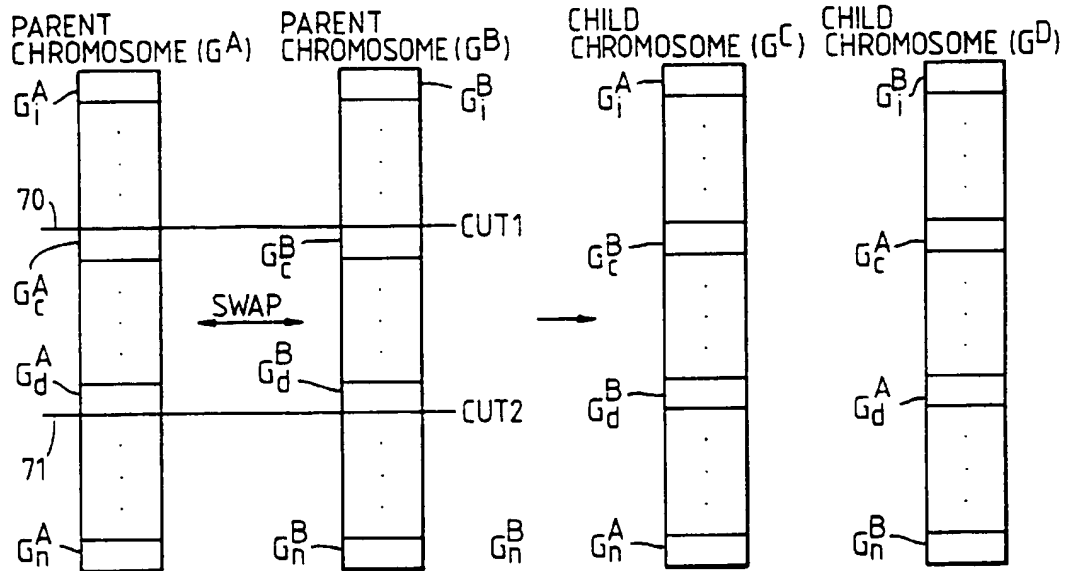 PARENT
CHROMOSOME (G^A)
PARENT
CHROMOSOME (G^B)
CHILD
CHROMOSOME (G^C)
CHILD
CHROMOSOME (G^D)
G_i^A
G_i^B
G_i^A
G_i^B
70
CUT1
G_c^A
G_c^B
G_c^B
G_c^A
SWAP
G_d^A
G_d^B
G_d^B
G_d^A
CUT2
71
G_n^A
G_n^B
G_n^B
G_n^A
G_n^B